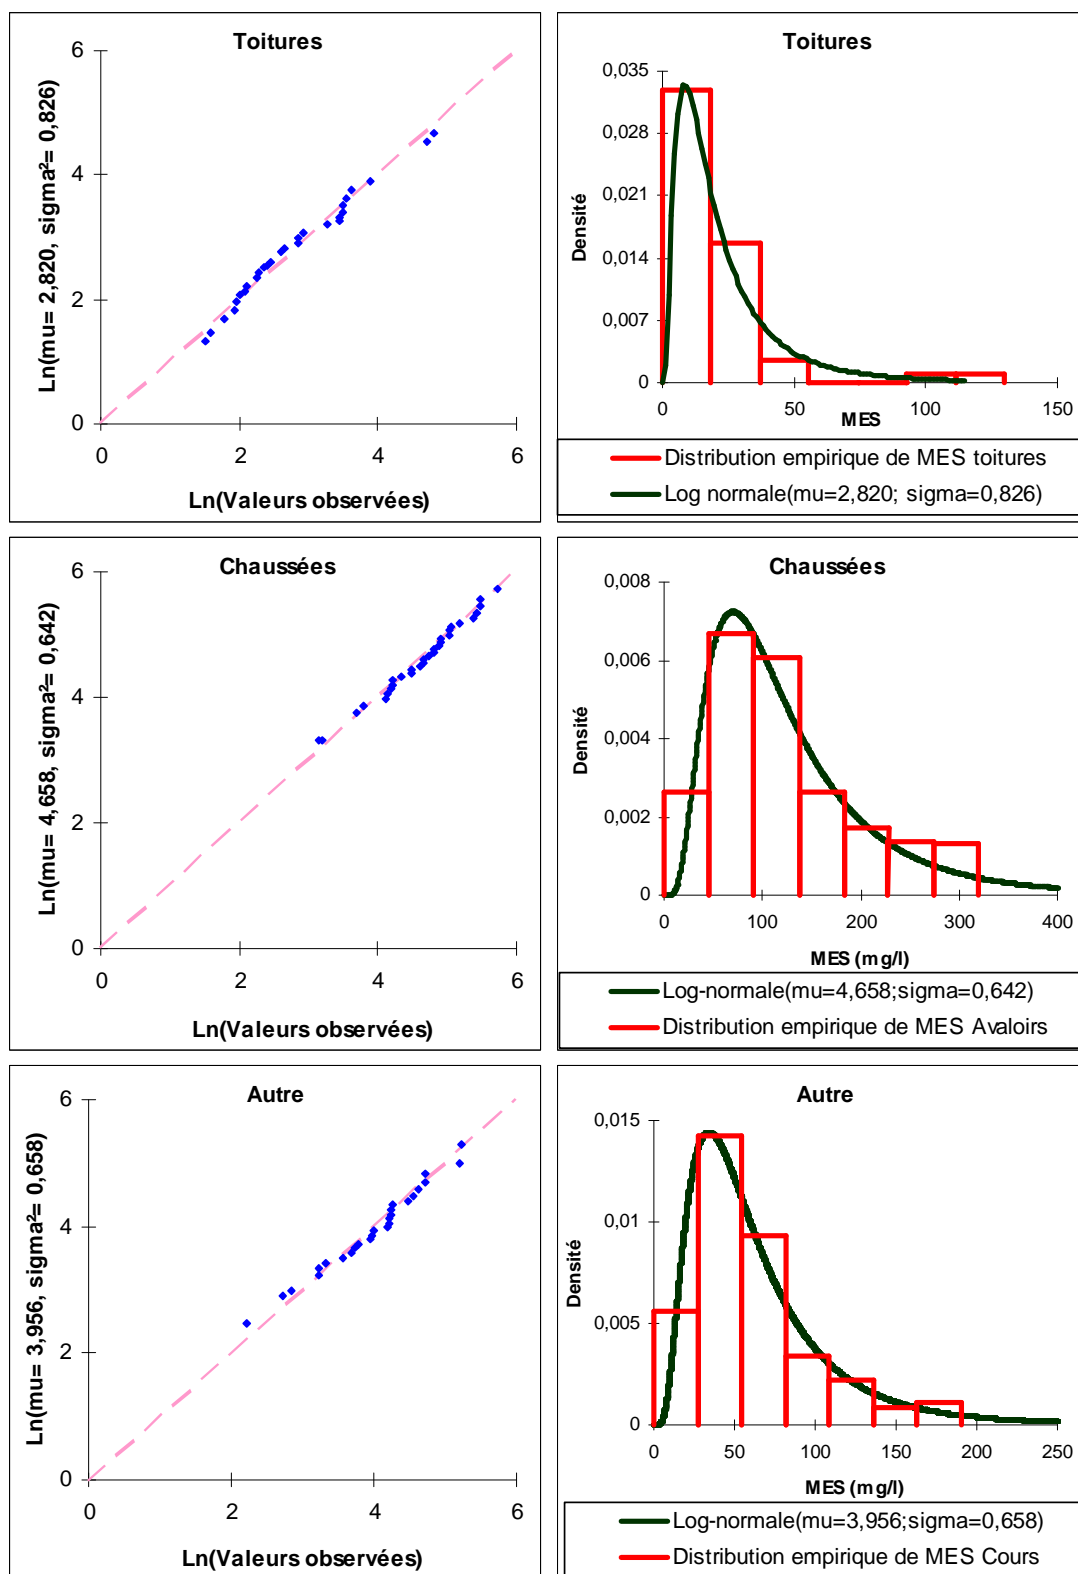 Toitures
6
4
2
0
0
2
4
6
Ln(mu= 2,820, sigma²= 0,826)
Ln(Valeurs observées)
Toitures
0,035
0,028
0,021
0,014
0,007
0
0
50
100
150
Densité
MES
Distribution empirique de MES toitures
Log normale(mu=2,820; sigma=0,826)
Chaussées
6
4
2
0
0
2
4
6
Ln(mu= 4,658, sigma²= 0,642)
Ln(Valeurs observées)
Chaussées
0,008
0,006
0,004
0,002
0
0
100
200
300
400
Densité
MES (mg/l)
Log-normale(mu=4,658;sigma=0,642)
Distribution empirique de MES Avaloirs
Autre
6
4
2
0
0
2
4
6
Ln(mu= 3,956, sigma²= 0,658)
Ln(Valeurs observées)
Autre
0,015
0,01
0,005
0
0
50
100
150
200
250
Densité
MES (mg/l)
Log-normale(mu=3,956;sigma=0,658)
Distribution empirique de MES Cours